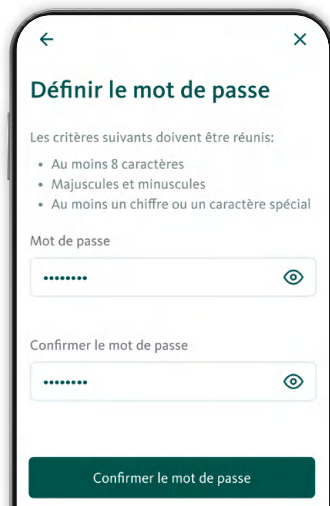 Définir le mot de passe
Les critères suivants doivent être réunis:
• Au moins 8 caractères
• Majuscules et minuscules
• Au moins un chiffre ou un caractère spécial
Mot de passe
••••••••
Confirmer le mot de passe
••••••••
Confirmer le mot de passe